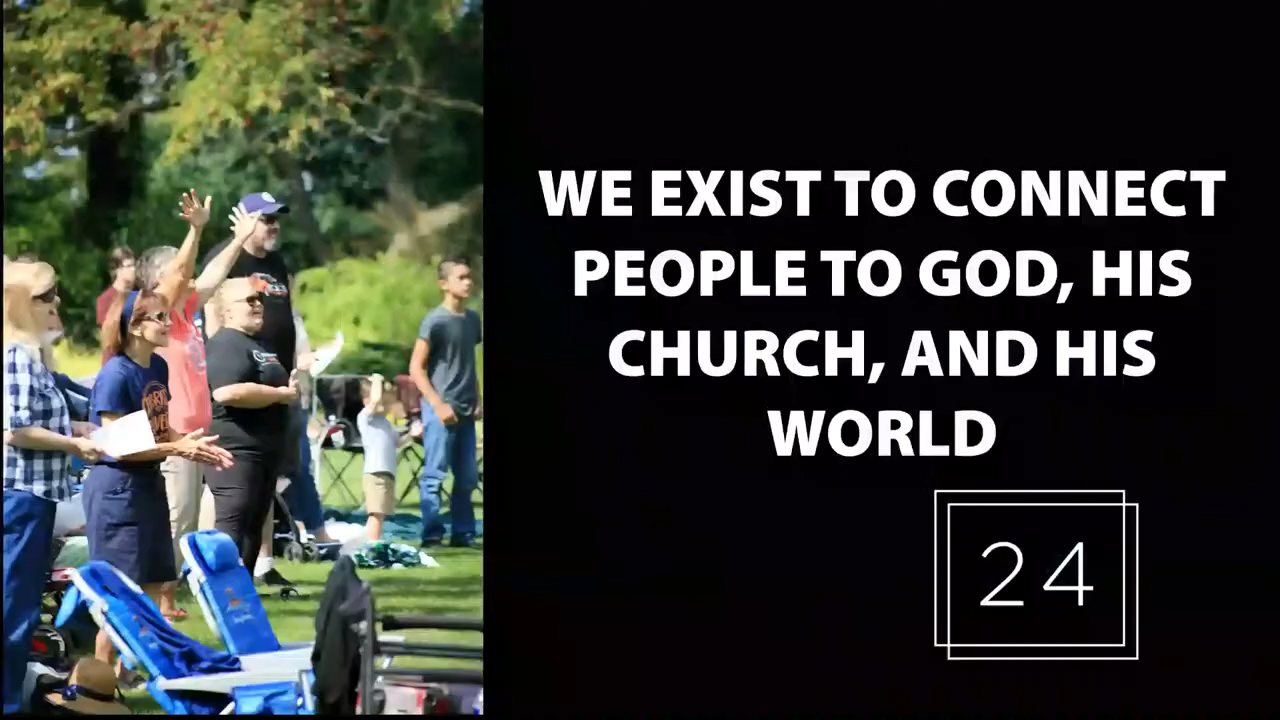 WE EXIST TO CONNECT
PEOPLE TO GOD, HIS
CHURCH, AND HIS
WORLD
24